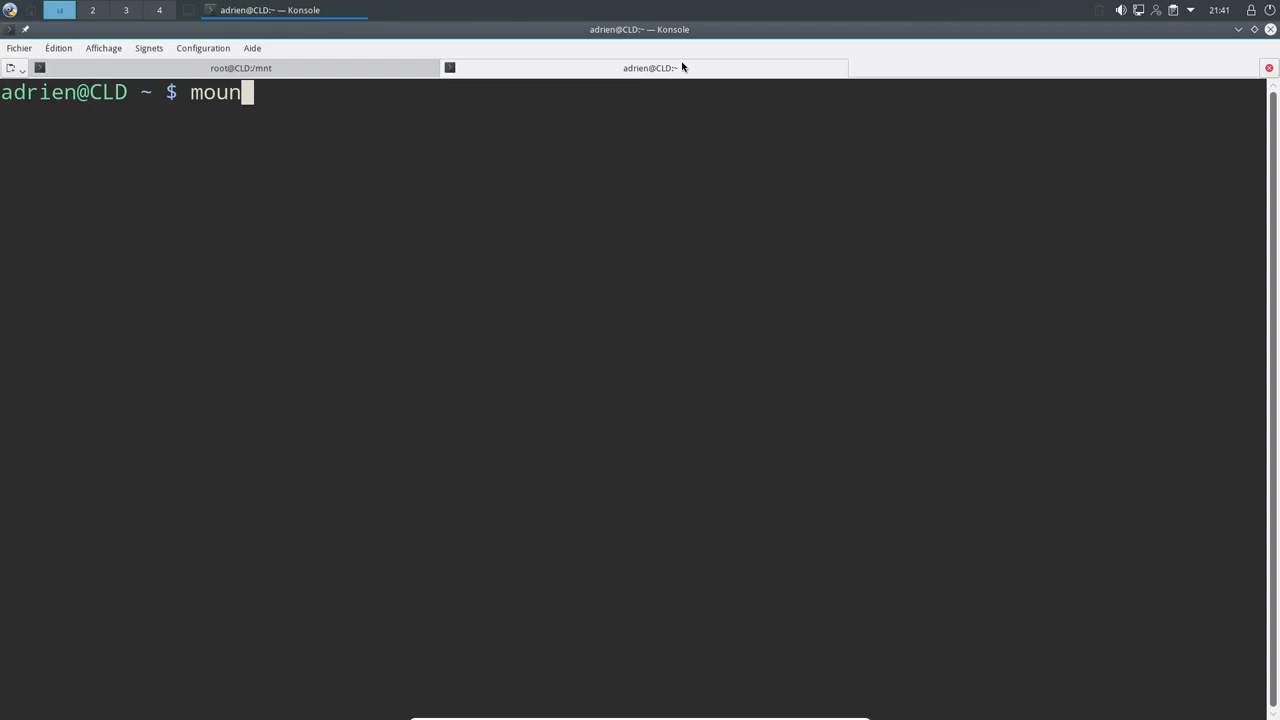 2 3 4 adrien@CLD:~ — Konsole 21:41
adrien@CLD:~ — Konsole
Fichier Édition Affichage Signets Configuration Aide
root@CLD:/mnt adrien@CLD:~
adrien@CLD ~ $ moun